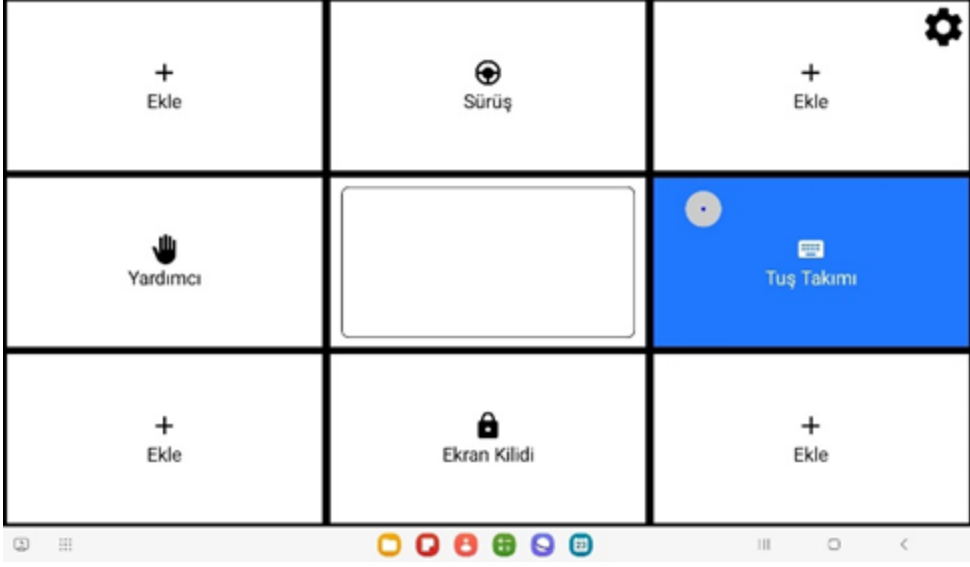 Ekle
Sürüş
Ekle
Yardımcı
Tuş Takımı
Ekle
Ekran Kilidi
Ekle